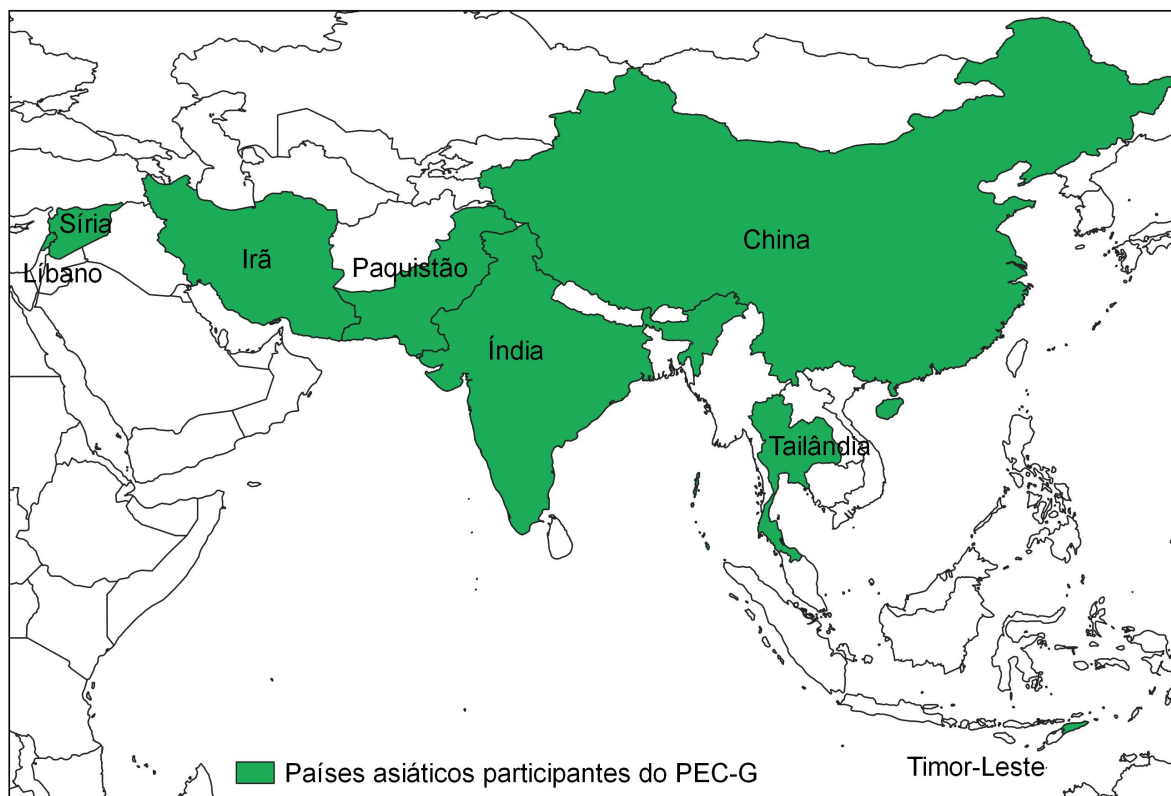 Síria
Líbano
Irã
Paquistão
China
Índia
Tailândia
Timor-Leste
Países asiáticos participantes do PEC-G